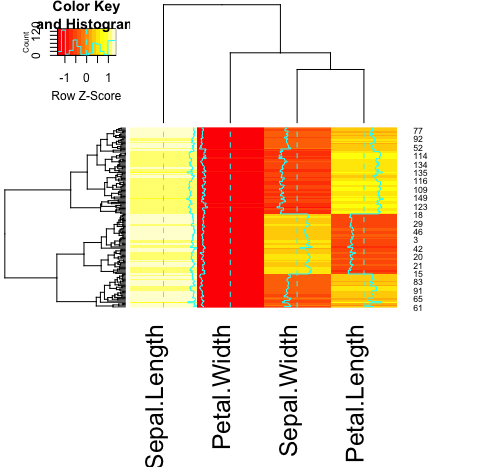 Color Key
and Histogram
Count
0 120
-1 0 1
Row Z-Score
77
92
52
114
134
135
116
109
149
123
18
29
46
3
42
20
21
15
83
91
65
61
Sepal.Length
Petal.Width
Sepal.Width
Petal.Length